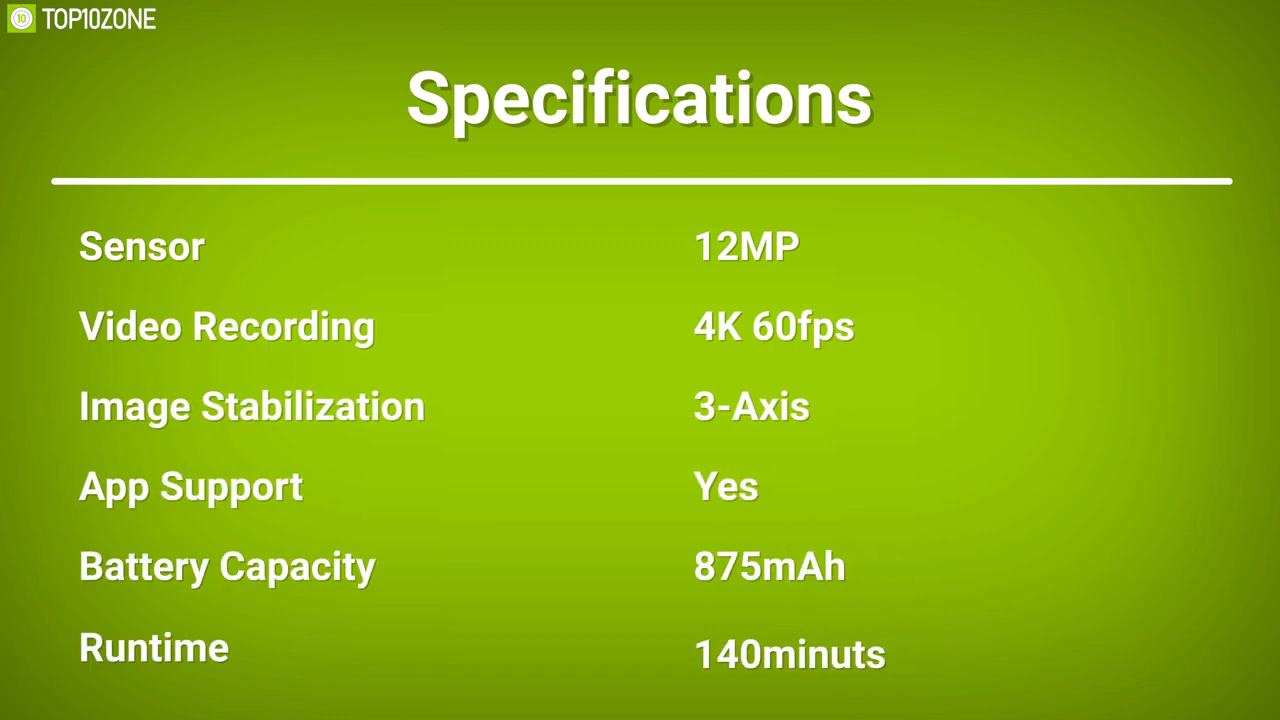 10 TOP10ZONE
Specifications
Sensor 12MP
Video Recording 4K 60fps
Image Stabilization 3-Axis
App Support Yes
Battery Capacity 875mAh
Runtime 140minuts